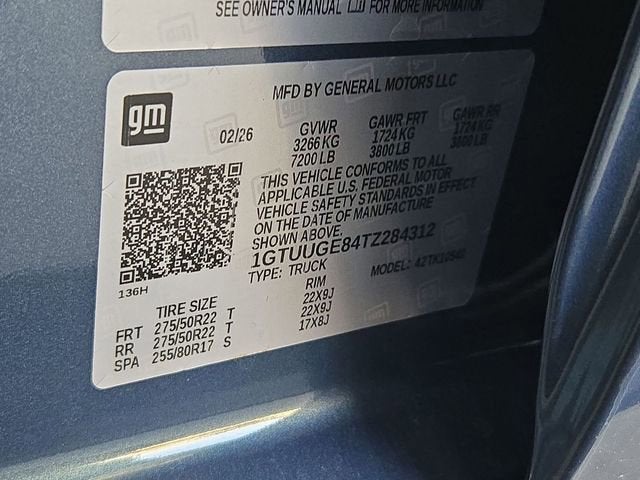 SEE OWNER'S MANUAL FOR MORE INFORMATION
MFD BY GENERAL MOTORS LLC
gm
02/26 GVWR GAWR FRT GAWR RR
3266 KG 1724 KG 1724 KG
7200 LB 3800 LB 3800 LB
THIS VEHICLE CONFORMS TO ALL
APPLICABLE U.S. FEDERAL MOTOR
VEHICLE SAFETY STANDARDS IN EFFECT
ON THE DATE OF MANUFACTURE
SHOWN ABOVE.
1GTUUGE84TZ284312
TYPE: TRUCK MODEL:
136H
TIRE SIZE RIM
FRT 275/50R22 T 22X9J
RR 275/50R22 T 22X9J
SPA 255/80R17 S 17X8J